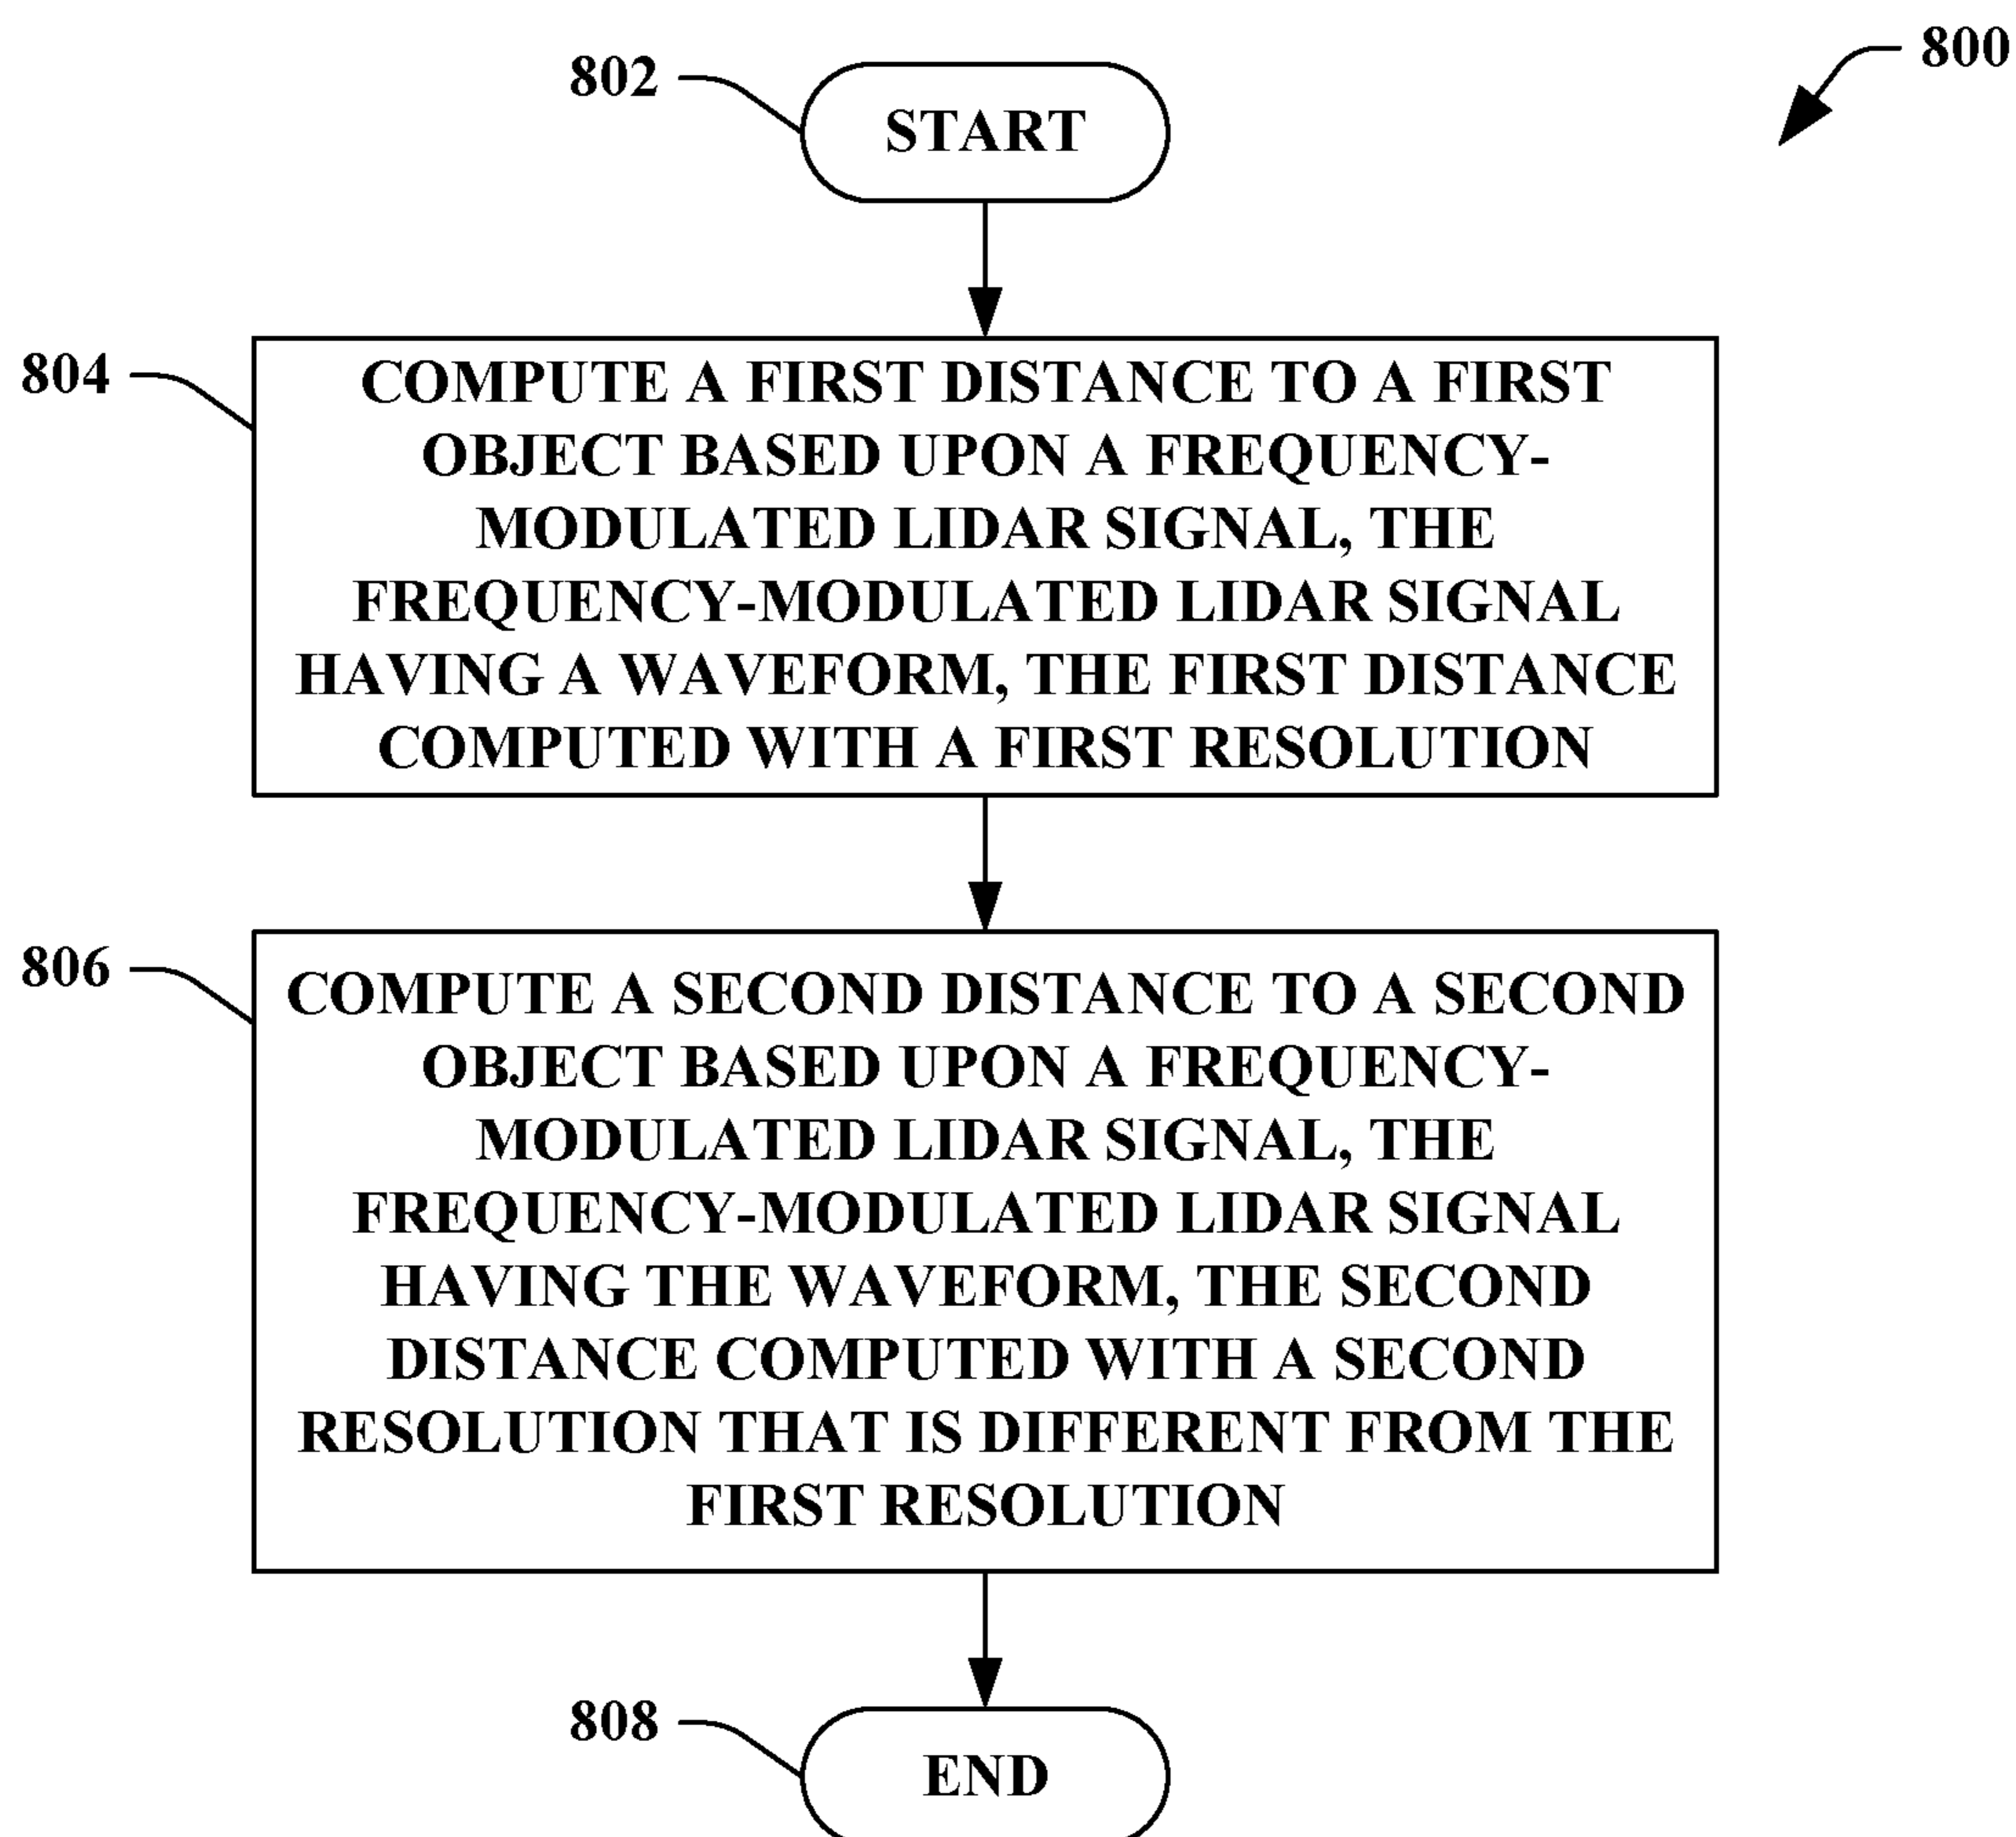 800
802
START
804
COMPUTE A FIRST DISTANCE TO A FIRST
OBJECT BASED UPON A FREQUENCY-
MODULATED LIDAR SIGNAL, THE
FREQUENCY-MODULATED LIDAR SIGNAL
HAVING A WAVEFORM, THE FIRST DISTANCE
COMPUTED WITH A FIRST RESOLUTION
806
COMPUTE A SECOND DISTANCE TO A SECOND
OBJECT BASED UPON A FREQUENCY-
MODULATED LIDAR SIGNAL, THE
FREQUENCY-MODULATED LIDAR SIGNAL
HAVING THE WAVEFORM, THE SECOND
DISTANCE COMPUTED WITH A SECOND
RESOLUTION THAT IS DIFFERENT FROM THE
FIRST RESOLUTION
808
END